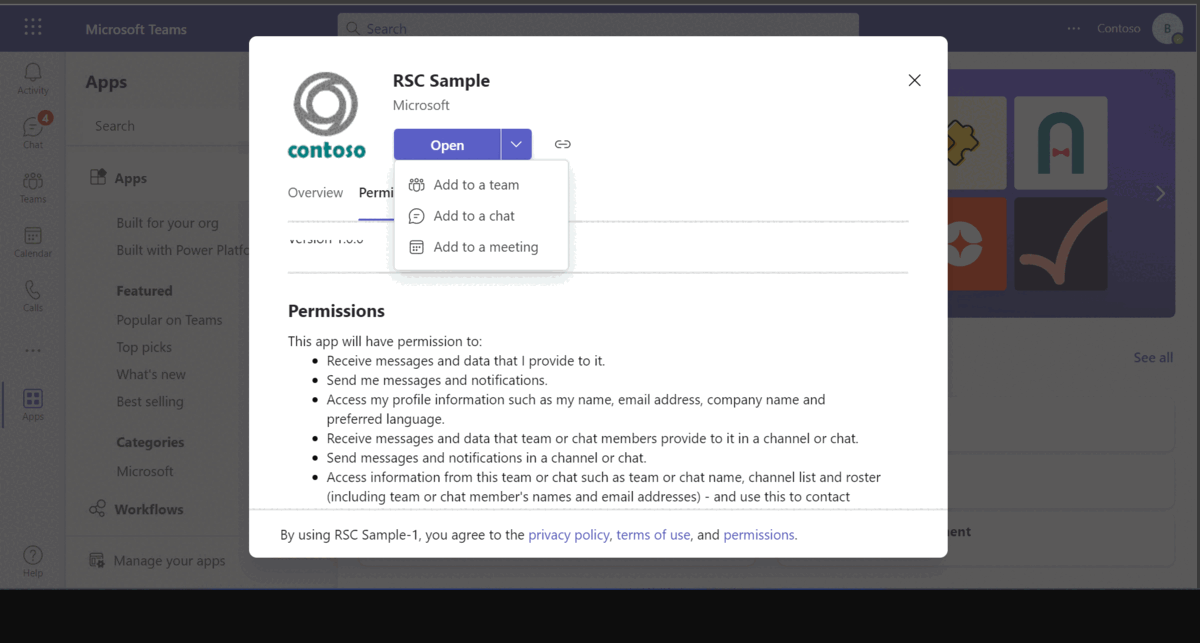 Microsoft Teams
Search
Contoso
B
Activity
4
Chat
Teams
Calendar
Calls
Apps
Help
Apps
Search
Apps
Built for your org
Built with Power Platfo
Featured
Popular on Teams
Top picks
What's new
Best selling
Categories
Microsoft
Workflows
Manage your apps
contoso
RSC Sample
Microsoft
Open
Add to a team
Add to a chat
Add to a meeting
Overview
Permi
Version 1.0.0
Permissions
This app will have permission to:
Receive messages and data that I provide to it.
Send me messages and notifications.
Access my profile information such as my name, email address, company name and
preferred language.
Receive messages and data that team or chat members provide to it in a channel or chat.
Send messages and notifications in a channel or chat.
Access information from this team or chat such as team or chat name, channel list and roster
(including team or chat member's names and email addresses) - and use this to contact
By using RSC Sample-1, you agree to the privacy policy, terms of use, and permissions.
See all